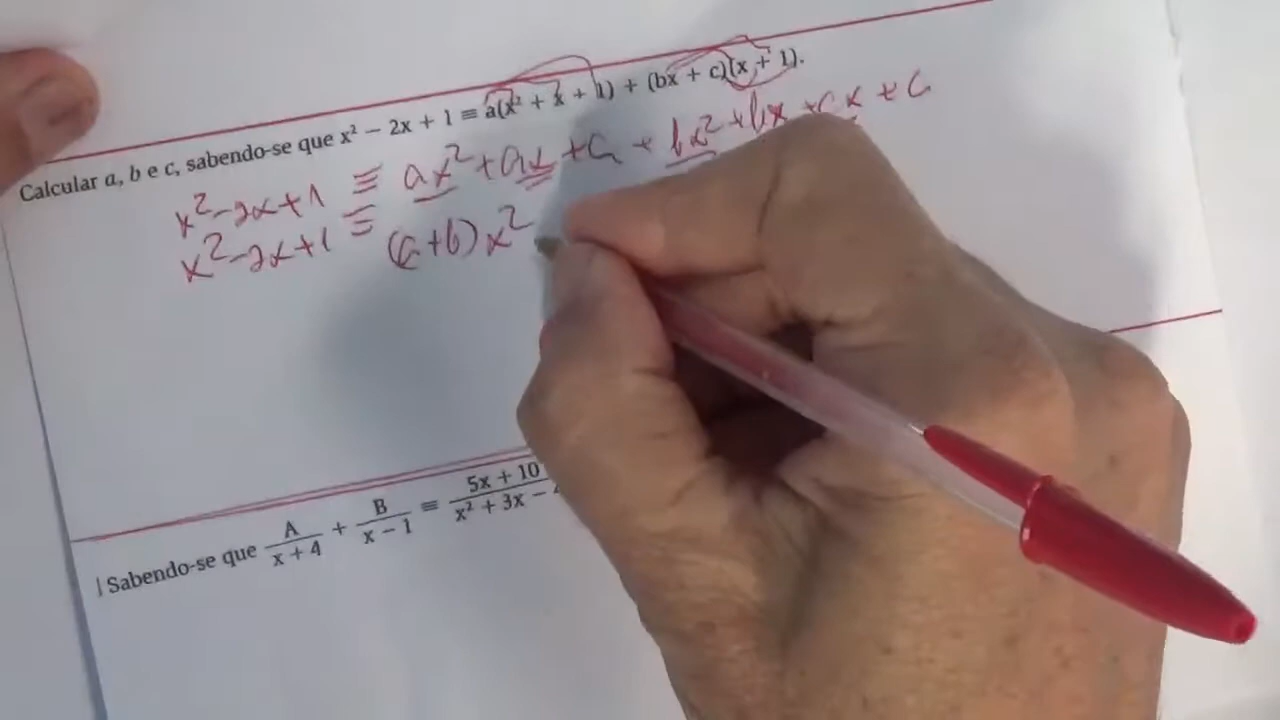 Calcular a, b e c, sabendo-se que x² − 2x + 1 ≡ a(x² + x + 1) + (bx + c)(x + 1).
x² - 2x + 1 ≡ ax² + ax + a + bx² + bx + cx + c
x² - 2x + 1 ≡ (a+b)x²
| Sabendo-se que A/(x + 4) + B/(x − 1) ≡ (5x + 10)/(x² + 3x −